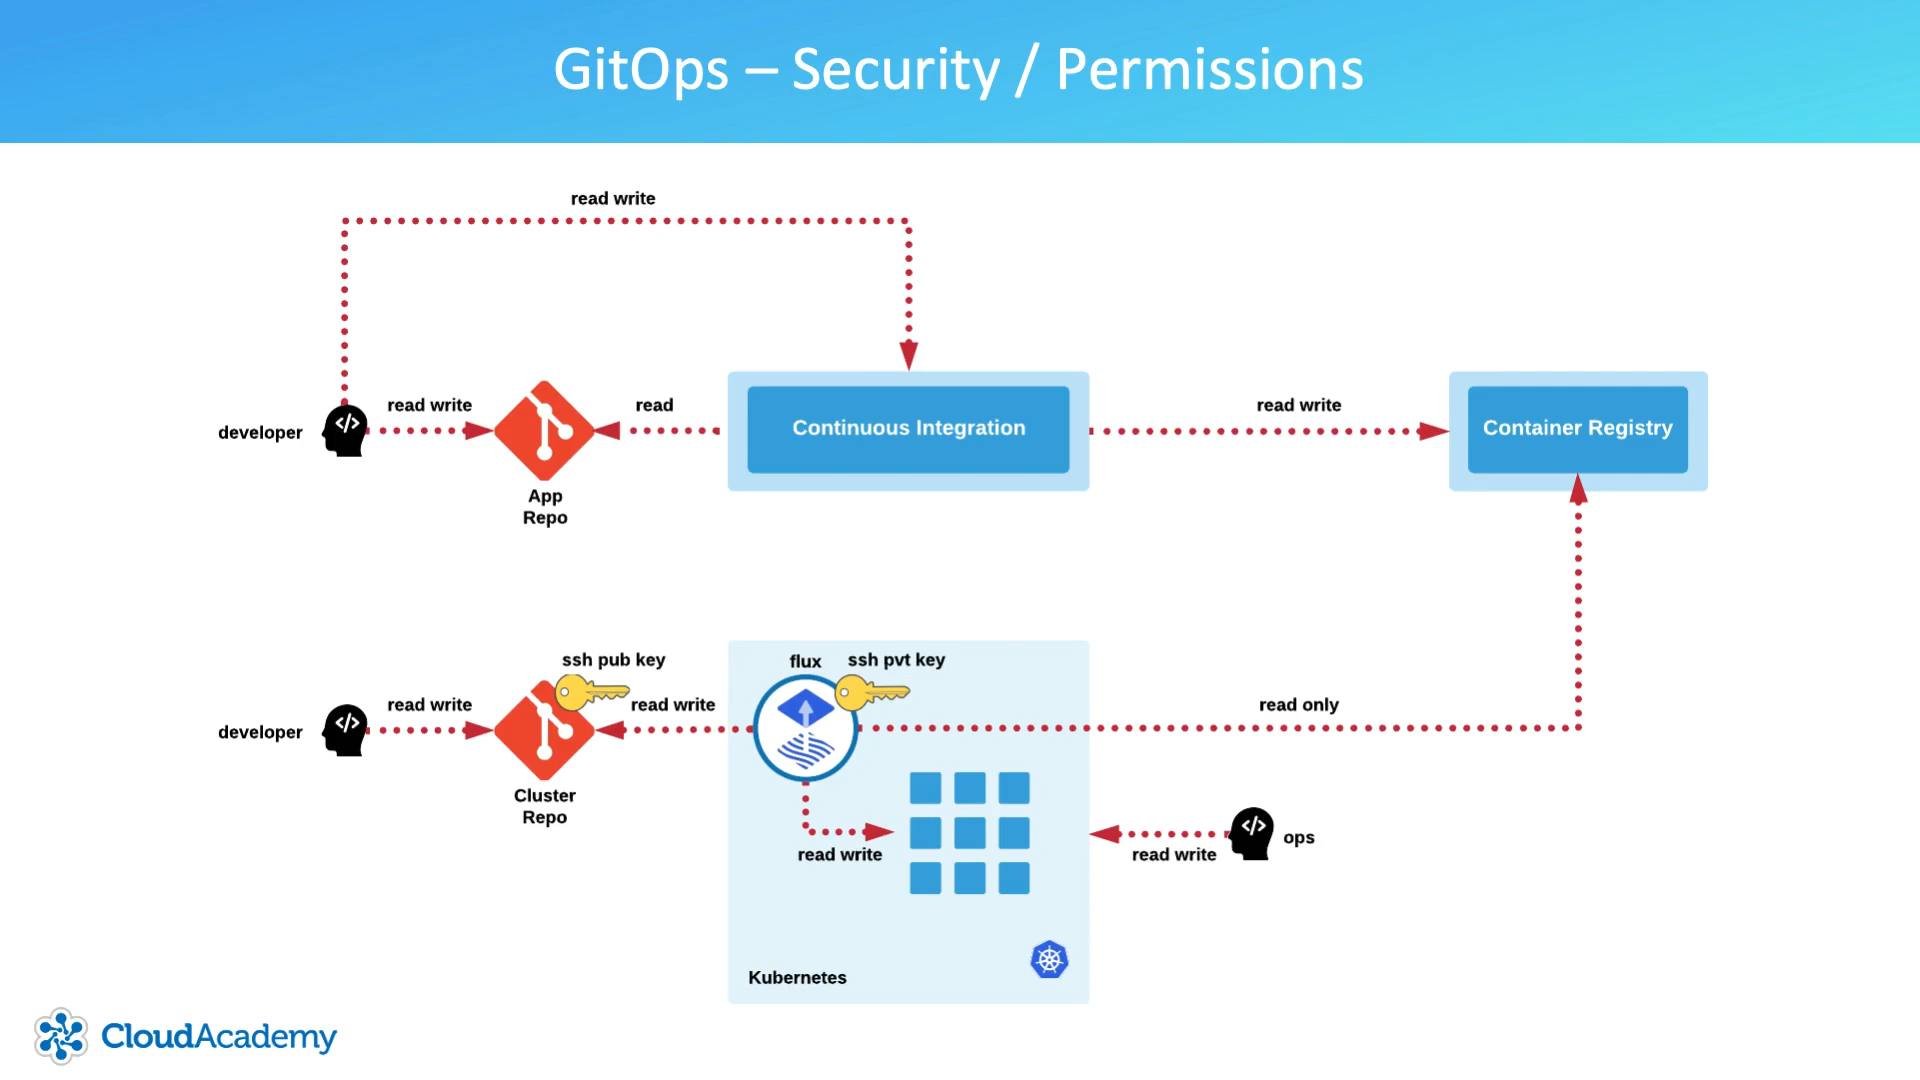 GitOps – Security / Permissions
read write
developer
read write
read
Continuous Integration
read write
Container Registry
App
Repo
ssh pub key
flux
ssh pvt key
developer
read write
read write
read only
Cluster
Repo
read write
read write
ops
Kubernetes
CloudAcademy